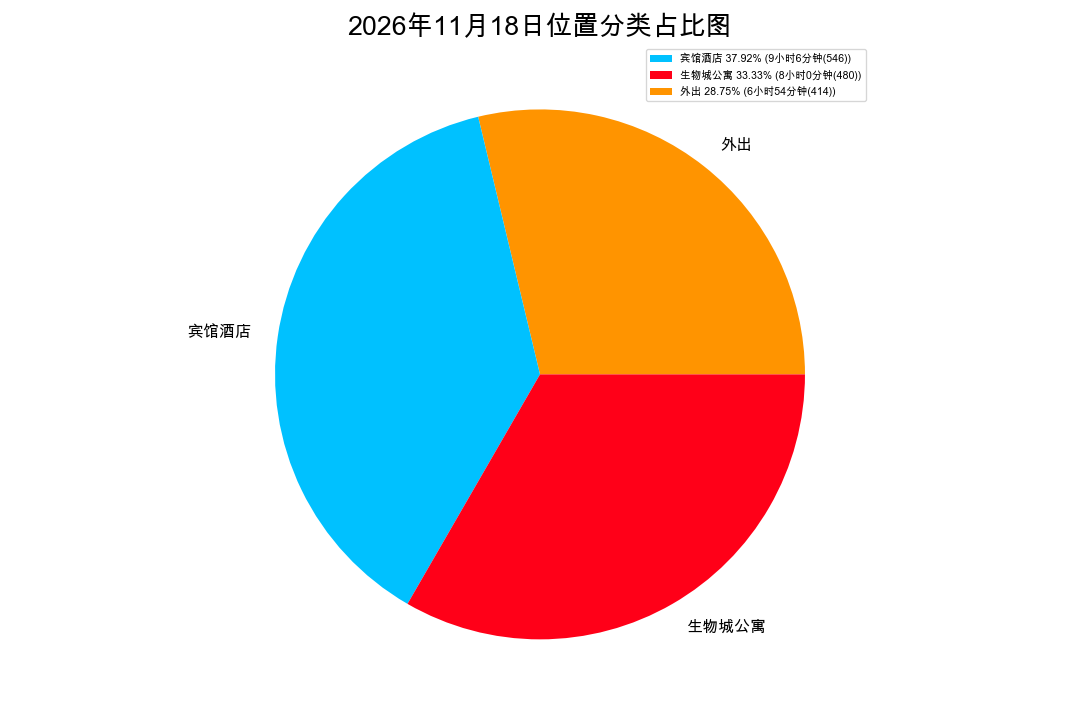 2026年11月18日位置分类占比图
宾馆酒店 37.92% (9小时6分钟(546))
生物城公寓 33.33% (8小时0分钟(480))
外出 28.75% (6小时54分钟(414))
外出
宾馆酒店
生物城公寓